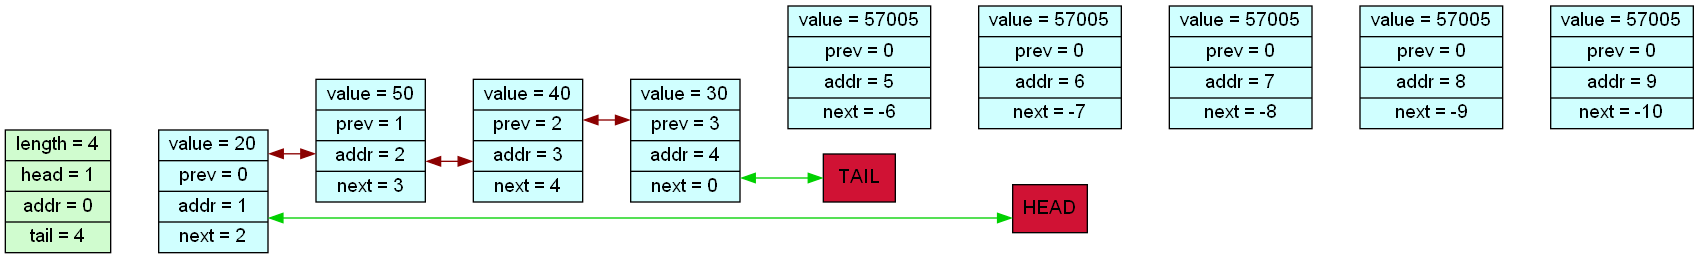 length = 4
head = 1
addr = 0
tail = 4
value = 20
prev = 0
addr = 1
next = 2
value = 50
prev = 1
addr = 2
next = 3
value = 40
prev = 2
addr = 3
next = 4
value = 30
prev = 3
addr = 4
next = 0
value = 57005
prev = 0
addr = 5
next = -6
value = 57005
prev = 0
addr = 6
next = -7
value = 57005
prev = 0
addr = 7
next = -8
value = 57005
prev = 0
addr = 8
next = -9
value = 57005
prev = 0
addr = 9
next = -10
TAIL
HEAD